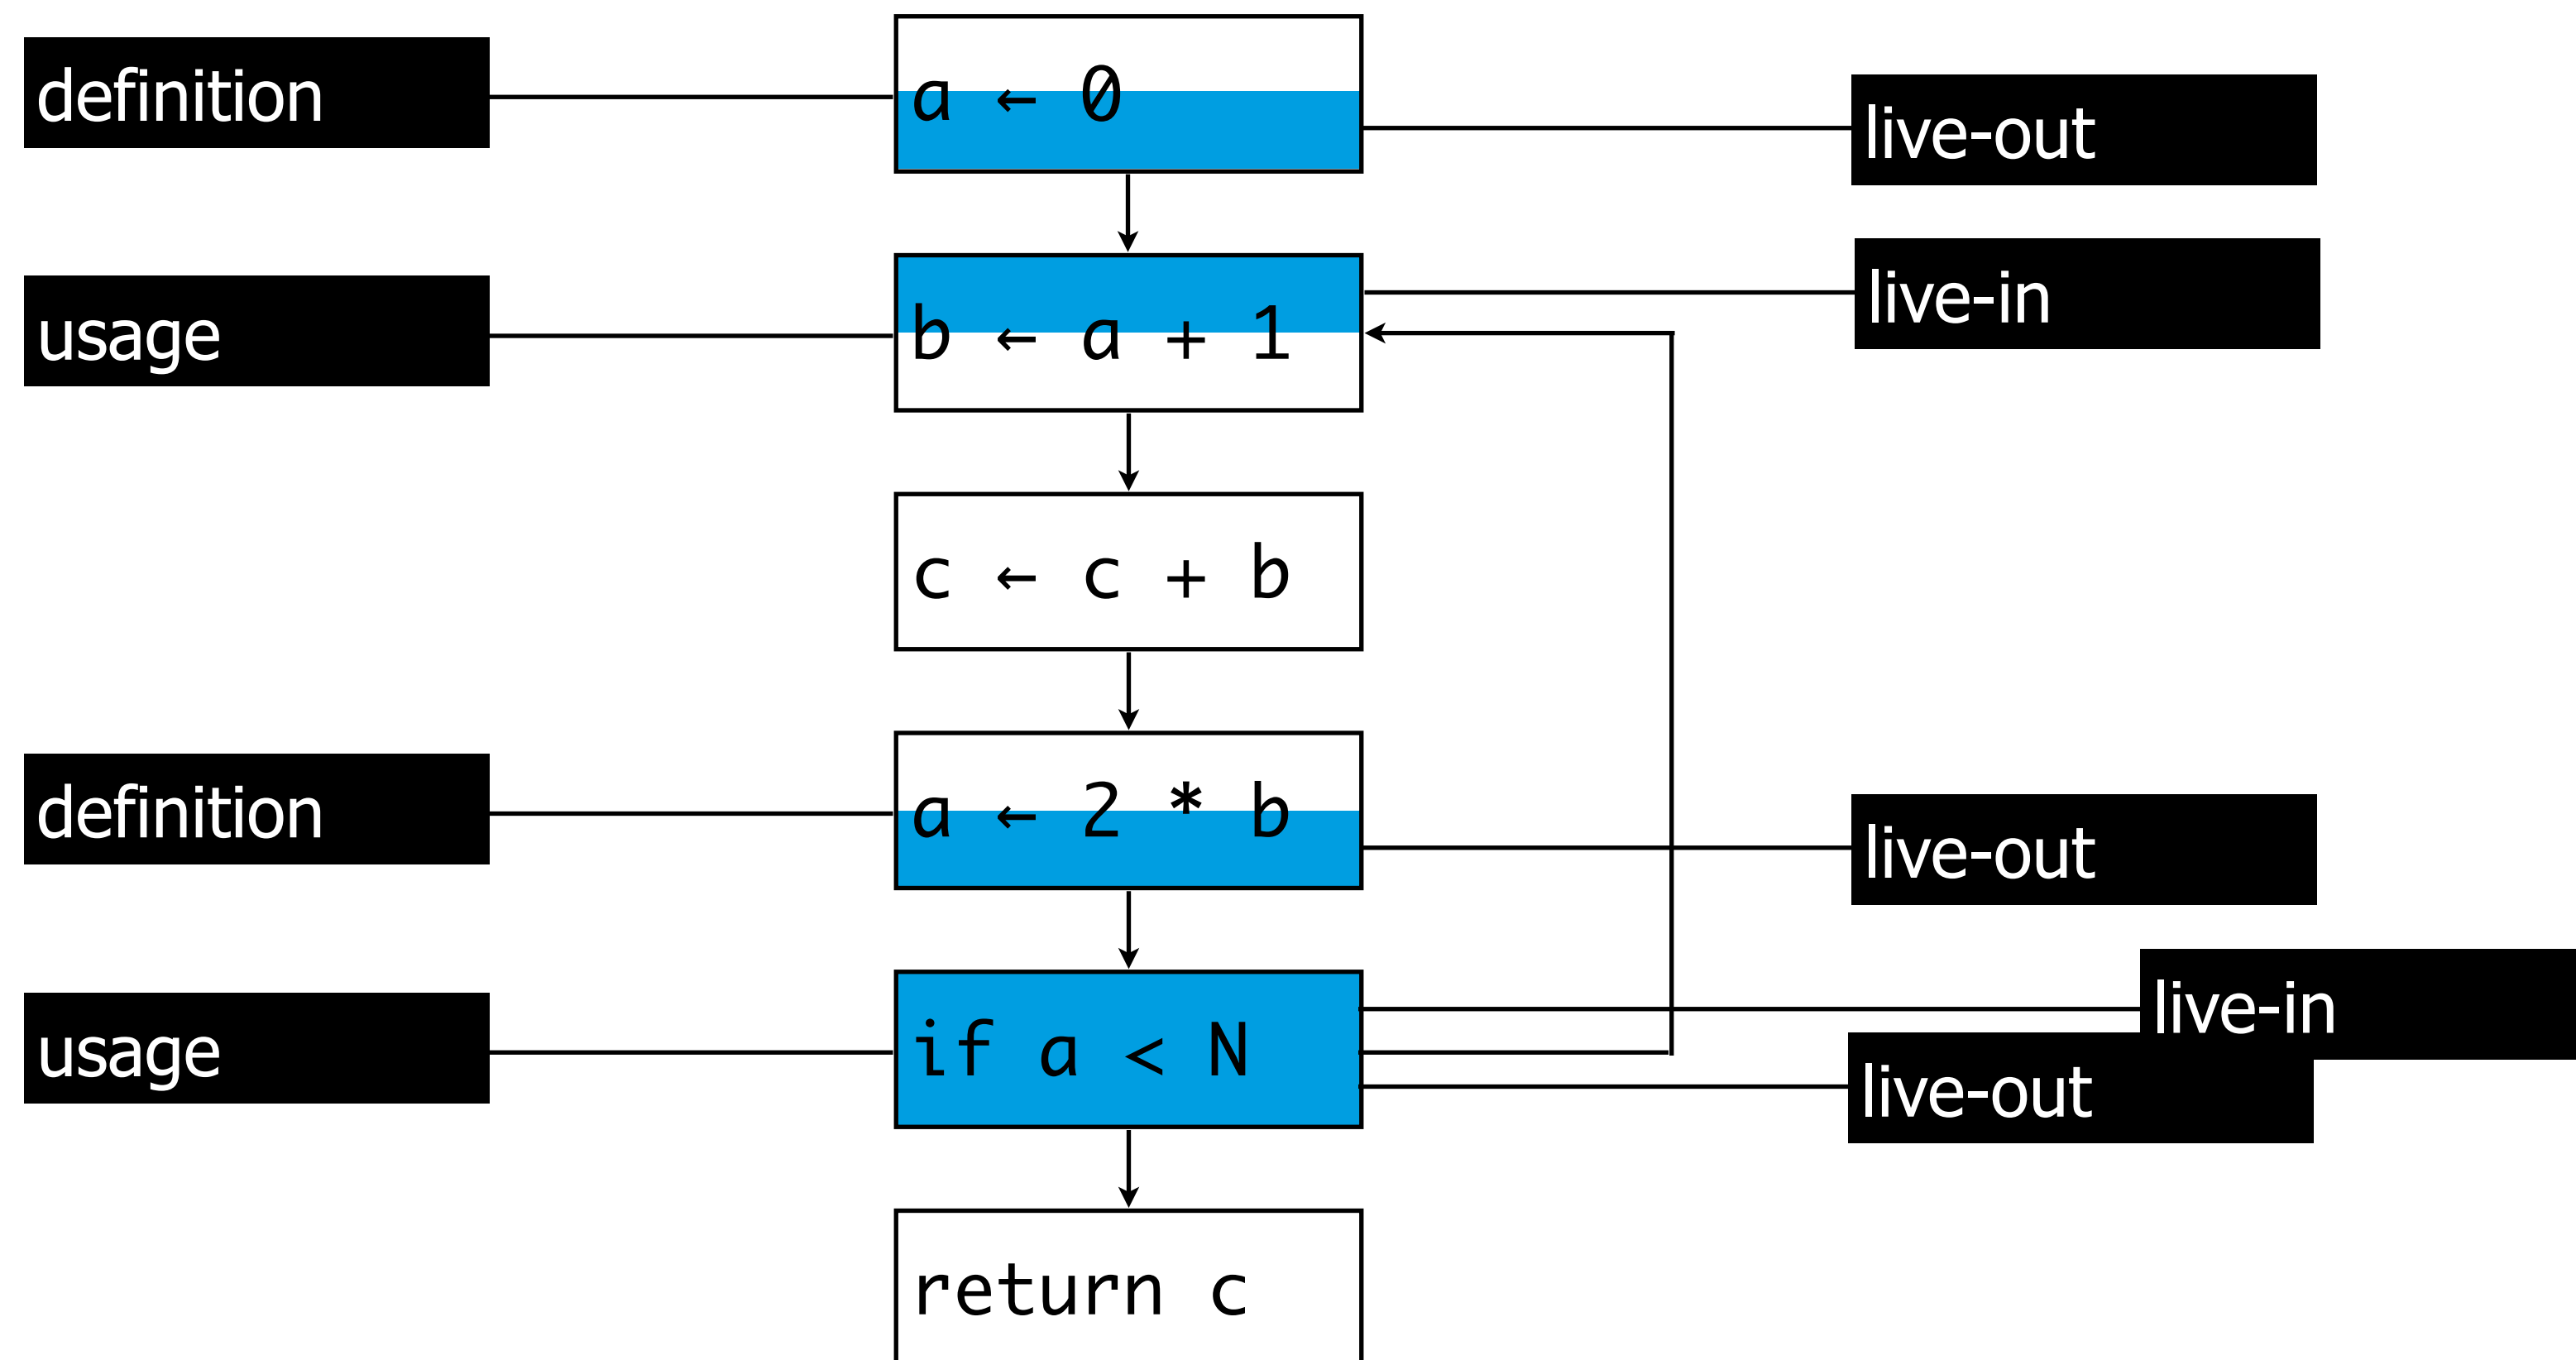 definition
a ← 0
live-out
live-in
usage
b ← a + 1
c ← c + b
definition
a ← 2 * b
live-out
live-in
usage
if a < N
live-out
return c